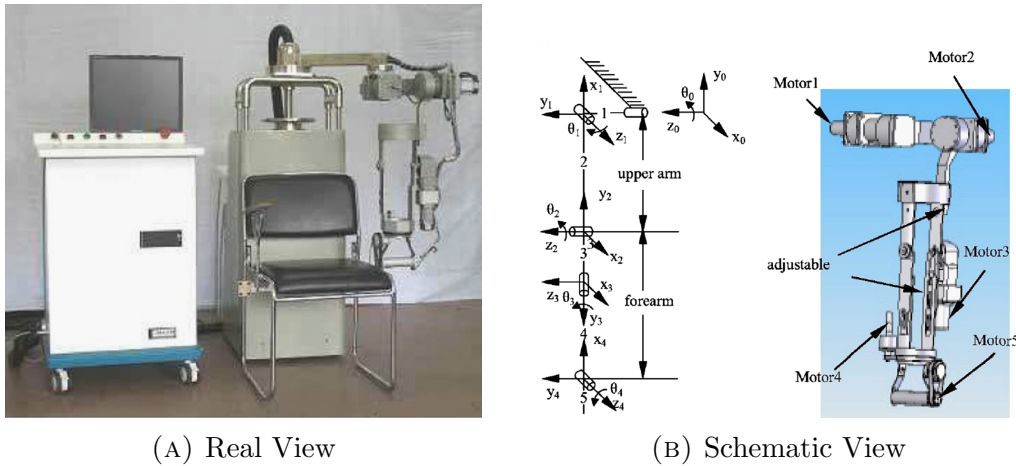 y₀
θ₀
z₀
x₀
x₁
y₁
1
θ₁
z₁
2
upper arm
y₂
θ₂
z₂
3
x₂
3
z₃
θ₃
x₃
y₃
forearm
4
x₄
y₄
5
θ₄
z₄
Motor1
Motor2
adjustable
Motor3
Motor4
Motor5
(A) Real View
(B) Schematic View